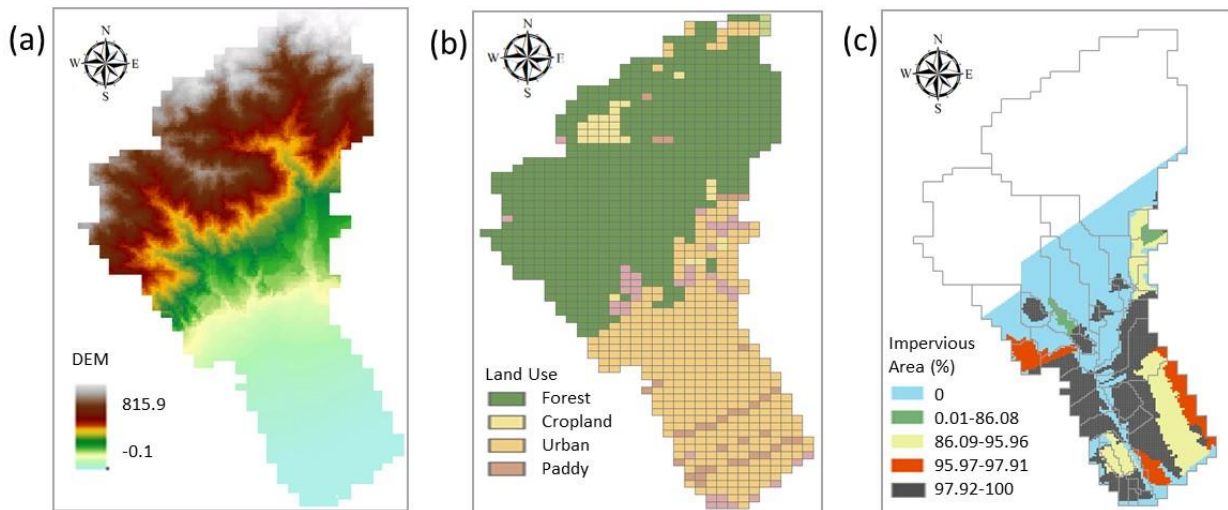 (a)
N
W
E
S
DEM
815.9
-0.1
(b)
N
W
E
S
Land Use
Forest
Cropland
Urban
Paddy
(c)
N
W
E
S
Impervious
Area (%)
0
0.01-86.08
86.09-95.96
95.97-97.91
97.92-100